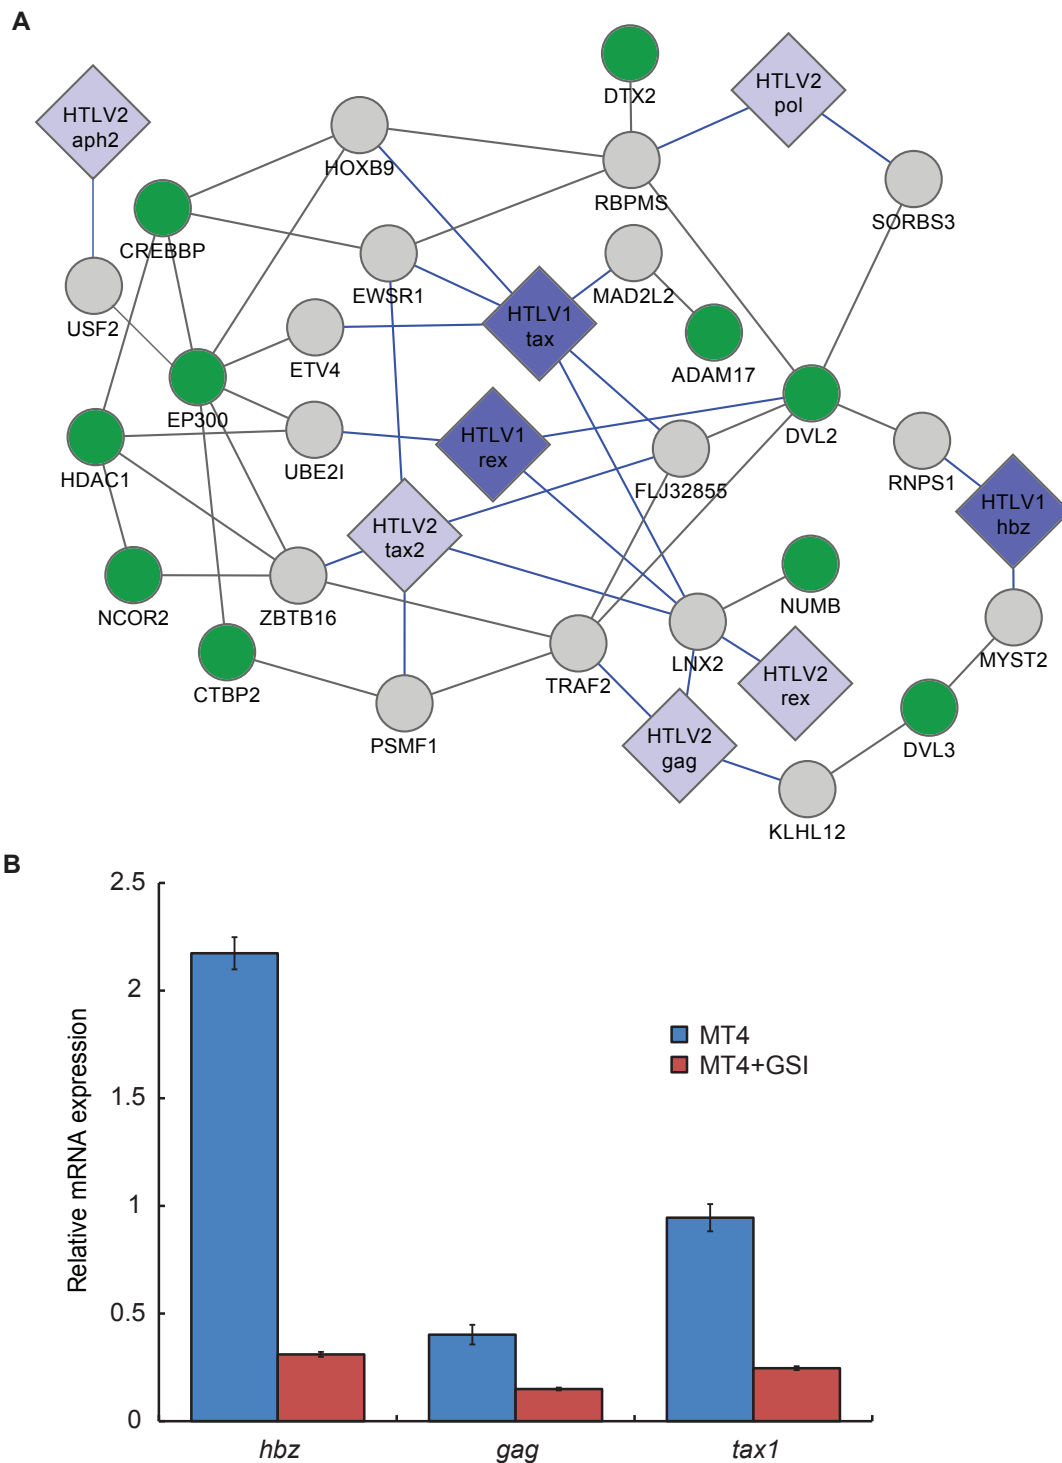 A
DTX2
HTLV2
pol
HTLV2
aph2
HOXB9
RBPMS
SORBS3
CREBBP
EWSR1
MAD2L2
USF2
HTLV1
tax
ETV4
ADAM17
EP300
DVL2
HDAC1
UBE2I
HTLV1
rex
FLJ32855
RNPS1
HTLV1
hbz
HTLV2
tax2
NCOR2
ZBTB16
NUMB
LNX2
MYST2
CTBP2
TRAF2
HTLV2
rex
PSMF1
HTLV2
gag
DVL3
KLHL12
B
2.5
2
1.5
1
0.5
0
Relative mRNA expression
MT4
MT4+GSI
hbz
gag
tax1